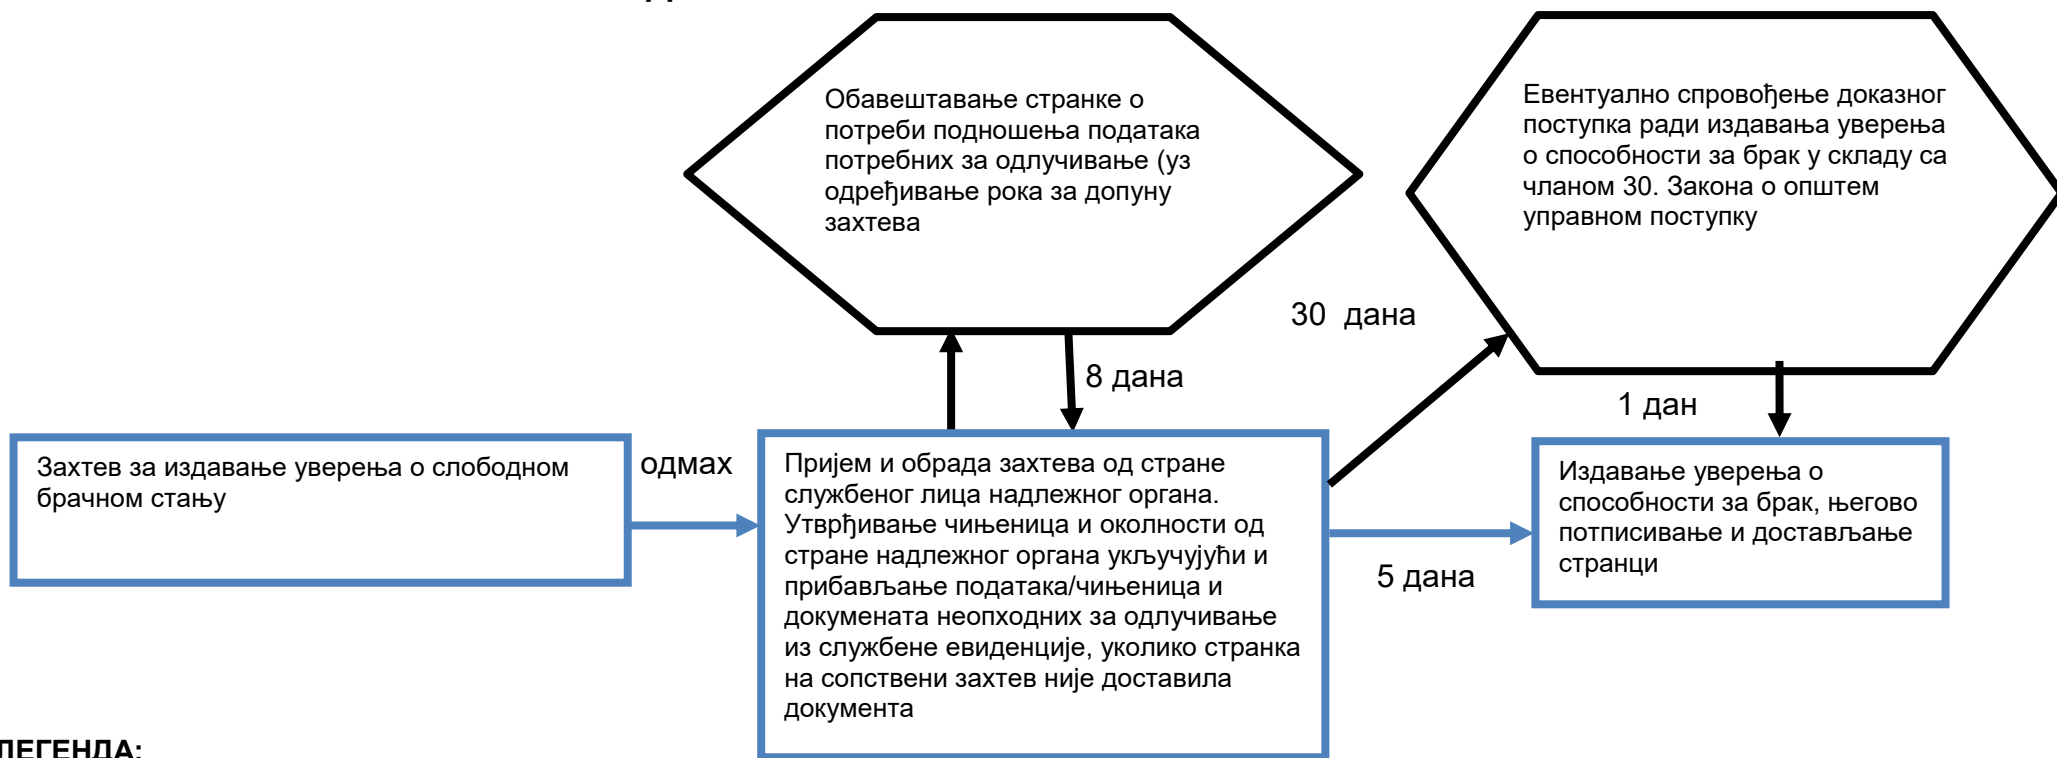 Обавештавање странке о
потреби подношења података
потребних за одлучивање (уз
одређивање рока за допуну
захтева
Евентуално спровођење доказног
поступка ради издавања уверења
о способности за брак у складу са
чланом 30. Закона о општем
управном поступку
30 дана
8 дана
1 дан
Захтев за издавање уверења о слободном
брачном стању
одмах
Пријем и обрада захтева од стране
службеног лица надлежног органа.
Утврђивање чињеница и околности од
стране надлежног органа укључујући и
прибављање података/чињеница и
докумената неопходних за одлучивање
из службене евиденције, уколико странка
на сопствени захтев није доставила
документа
5 дана
Издавање уверења о
способности за брак, његово
потписивање и достављање
странци
ЛЕГЕНДА: